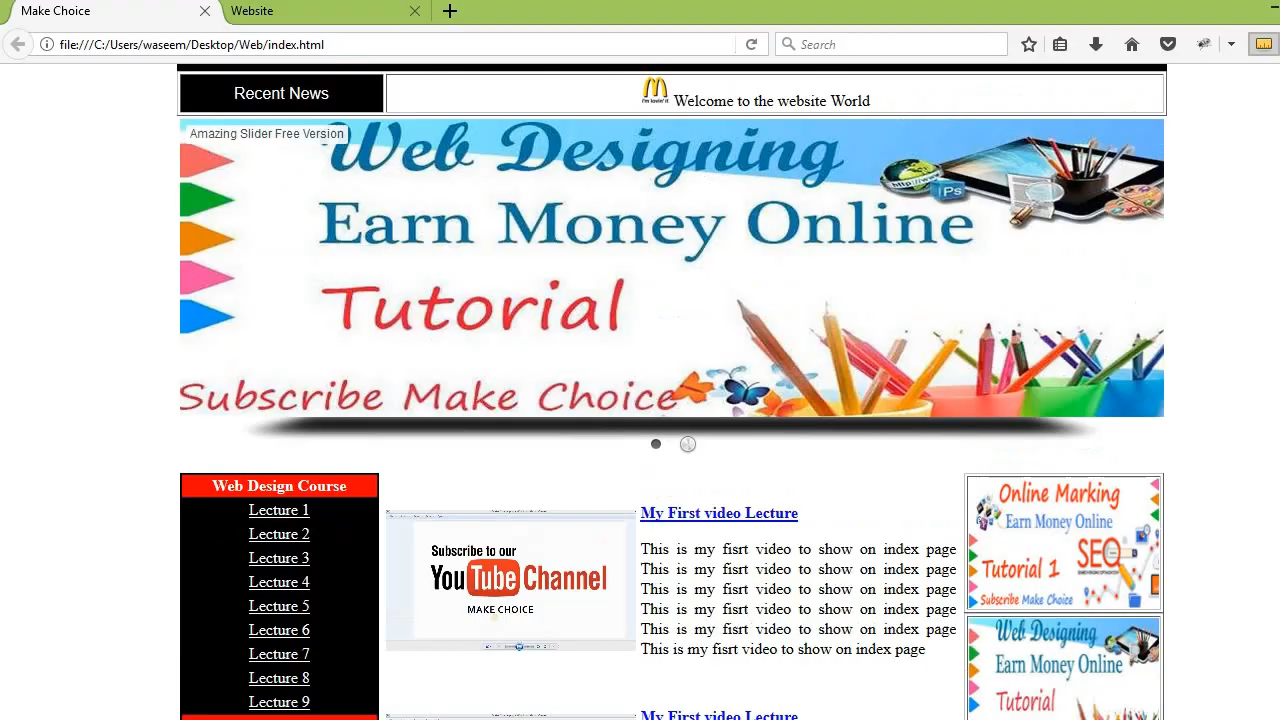 Make Choice
Website
file:///C:/Users/waseem/Desktop/Web/index.html
Search
Recent News
i'm lovin' it
Welcome to the website World
Amazing Slider Free Version
Web Designing
http://www
Ps
Earn Money Online
Tutorial
Subscribe Make Choice
Web Design Course
Lecture 1
Lecture 2
Lecture 3
Lecture 4
Lecture 5
Lecture 6
Lecture 7
Lecture 8
Lecture 9
Subscribe to our
YouTube Channel
MAKE CHOICE
My First video Lecture
This is my fisrt video to show on index page
This is my fisrt video to show on index page
This is my fisrt video to show on index page
This is my fisrt video to show on index page
This is my fisrt video to show on index page
This is my fisrt video to show on index page
My First video Lecture
Online Marking
Earn Money Online
SEO
Tutorial 1
Subscribe Make Choice
Web Designing
Earn Money Online
Tutorial